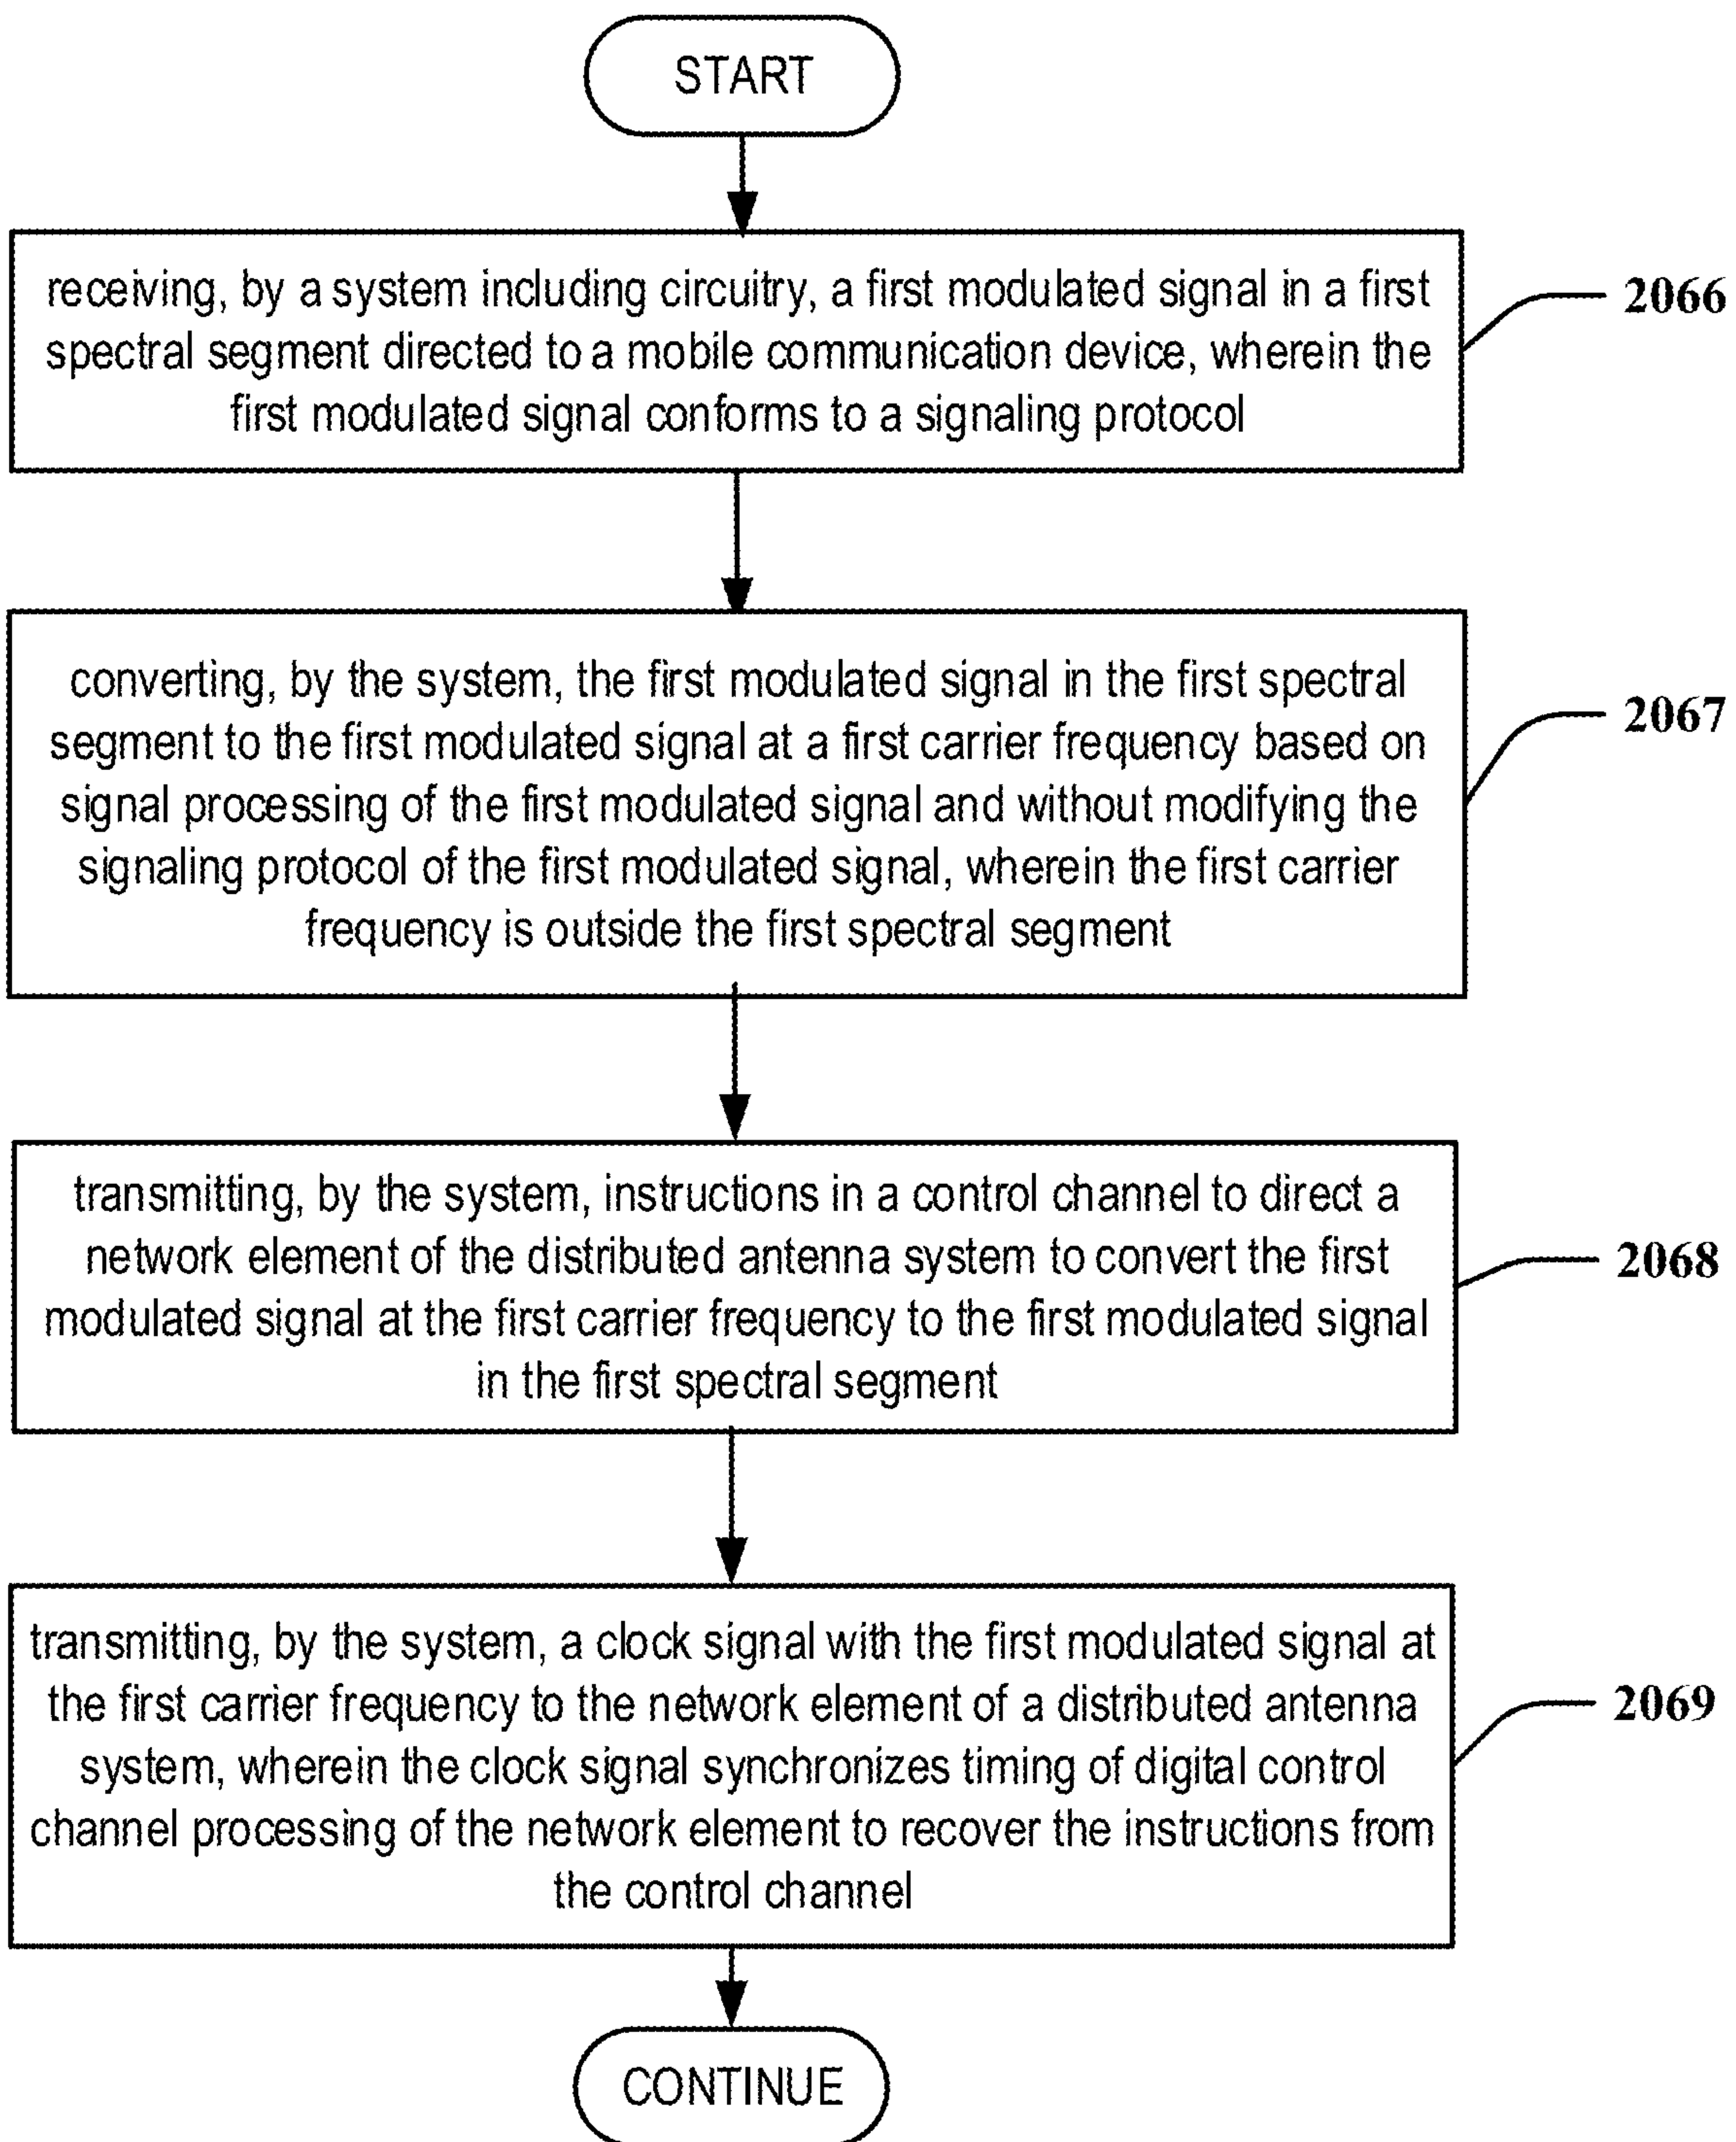 START
receiving, by a system including circuitry, a first modulated signal in a first
spectral segment directed to a mobile communication device, wherein the
first modulated signal conforms to a signaling protocol
2066
converting, by the system, the first modulated signal in the first spectral
segment to the first modulated signal at a first carrier frequency based on
signal processing of the first modulated signal and without modifying the
signaling protocol of the first modulated signal, wherein the first carrier
frequency is outside the first spectral segment
2067
transmitting, by the system, instructions in a control channel to direct a
network element of the distributed antenna system to convert the first
modulated signal at the first carrier frequency to the first modulated signal
in the first spectral segment
2068
transmitting, by the system, a clock signal with the first modulated signal at
the first carrier frequency to the network element of a distributed antenna
system, wherein the clock signal synchronizes timing of digital control
channel processing of the network element to recover the instructions from
the control channel
2069
CONTINUE